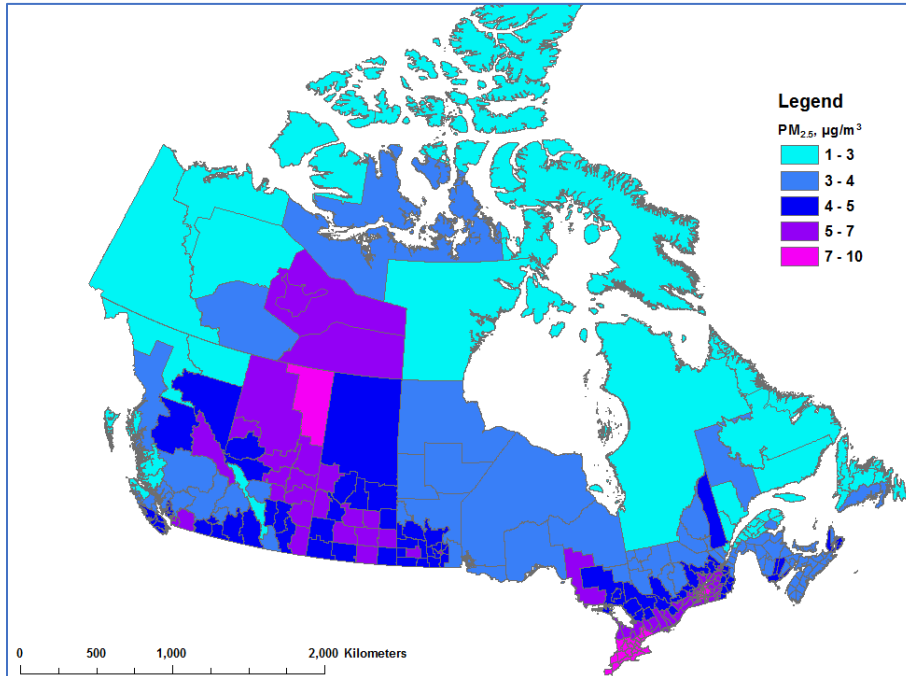 Legend
PM2.5, µg/m³
1 - 3
3 - 4
4 - 5
5 - 7
7 - 10
0 500 1,000 2,000 Kilometers